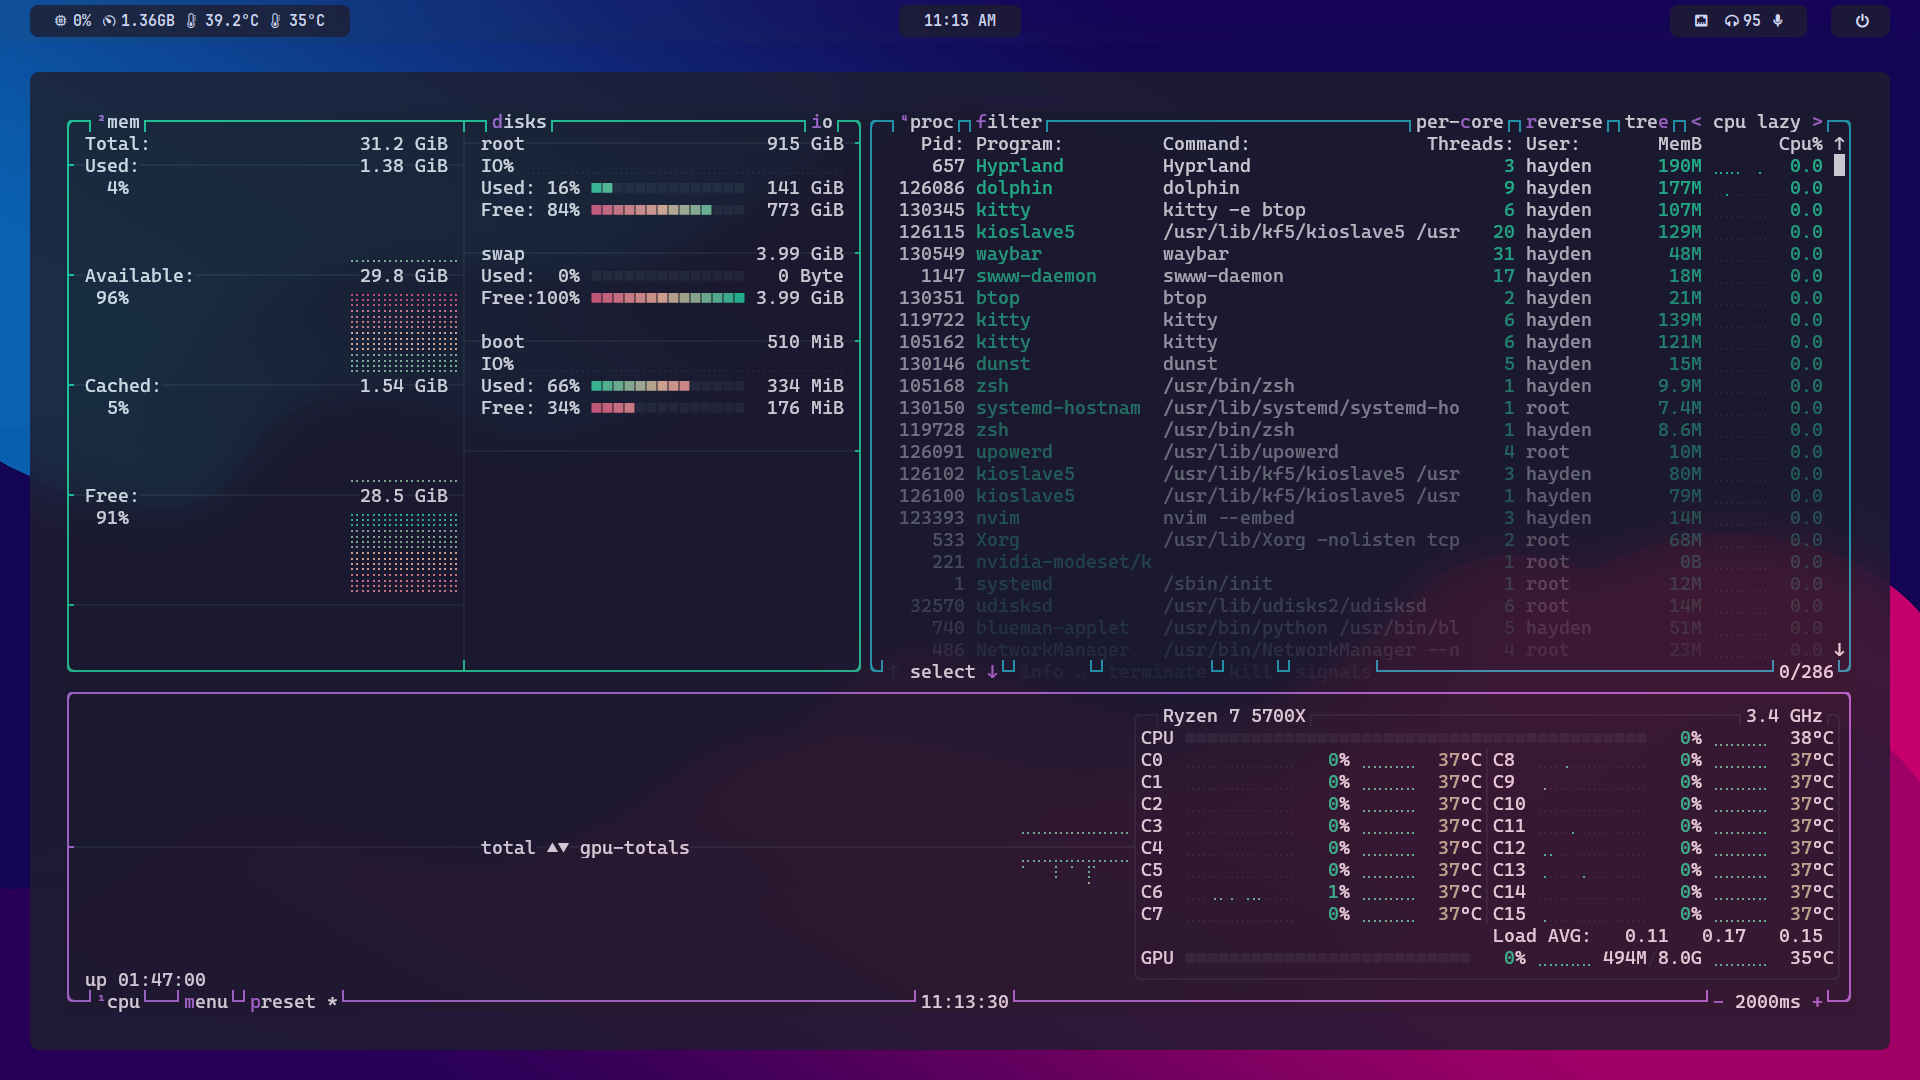 0% 1.36GB 39.2°C 35°C
11:13 AM
95
²mem
Total: 31.2 GiB
Used: 1.38 GiB
4%
Available: 29.8 GiB
96%
Cached: 1.54 GiB
5%
Free: 28.5 GiB
91%
disks io
root 915 GiB
IO%
Used: 16% 141 GiB
Free: 84% 773 GiB
swap 3.99 GiB
Used: 0% 0 Byte
Free:100% 3.99 GiB
boot 510 MiB
IO%
Used: 66% 334 MiB
Free: 34% 176 MiB
⁴proc filter per-core reverse tree < cpu lazy >
Pid: Program: Command: Threads: User: MemB Cpu% ↑
657 Hyprland Hyprland 3 hayden 190M 0.0
126086 dolphin dolphin 9 hayden 177M 0.0
130345 kitty kitty -e btop 6 hayden 107M 0.0
126115 kioslave5 /usr/lib/kf5/kioslave5 /usr 20 hayden 129M 0.0
130549 waybar waybar 31 hayden 48M 0.0
1147 swww-daemon swww-daemon 17 hayden 18M 0.0
130351 btop btop 2 hayden 21M 0.0
119722 kitty kitty 6 hayden 139M 0.0
105162 kitty kitty 6 hayden 121M 0.0
130146 dunst dunst 5 hayden 15M 0.0
105168 zsh /usr/bin/zsh 1 hayden 9.9M 0.0
130150 systemd-hostnam /usr/lib/systemd/systemd-ho 1 root 7.4M 0.0
119728 zsh /usr/bin/zsh 1 hayden 8.6M 0.0
126091 upowerd /usr/lib/upowerd 4 root 10M 0.0
126102 kioslave5 /usr/lib/kf5/kioslave5 /usr 3 hayden 80M 0.0
126100 kioslave5 /usr/lib/kf5/kioslave5 /usr 1 hayden 79M 0.0
123393 nvim nvim --embed 3 hayden 14M 0.0
533 Xorg /usr/lib/Xorg -nolisten tcp 2 root 68M 0.0
221 nvidia-modeset/k 1 root 0B 0.0
1 systemd /sbin/init 1 root 12M 0.0
32570 udisksd /usr/lib/udisks2/udisksd 6 root 14M 0.0
740 blueman-applet /usr/bin/python /usr/bin/bl 5 hayden 51M 0.0
486 NetworkManager /usr/bin/NetworkManager --n 4 root 23M 0.0 ↓
↑ select ↓ info terminate kill signals 0/286
Ryzen 7 5700X 3.4 GHz
CPU 0% 38°C
C0 0% 37°C C8 0% 37°C
C1 0% 37°C C9 0% 37°C
C2 0% 37°C C10 0% 37°C
C3 0% 37°C C11 0% 37°C
C4 0% 37°C C12 0% 37°C
C5 0% 37°C C13 0% 37°C
C6 1% 37°C C14 0% 37°C
C7 0% 37°C C15 0% 37°C
Load AVG: 0.11 0.17 0.15
GPU 0% 494M/8.0G 35°C
total ▲▼ gpu-totals
up 01:47:00
¹cpu menu preset * 11:13:30 - 2000ms +